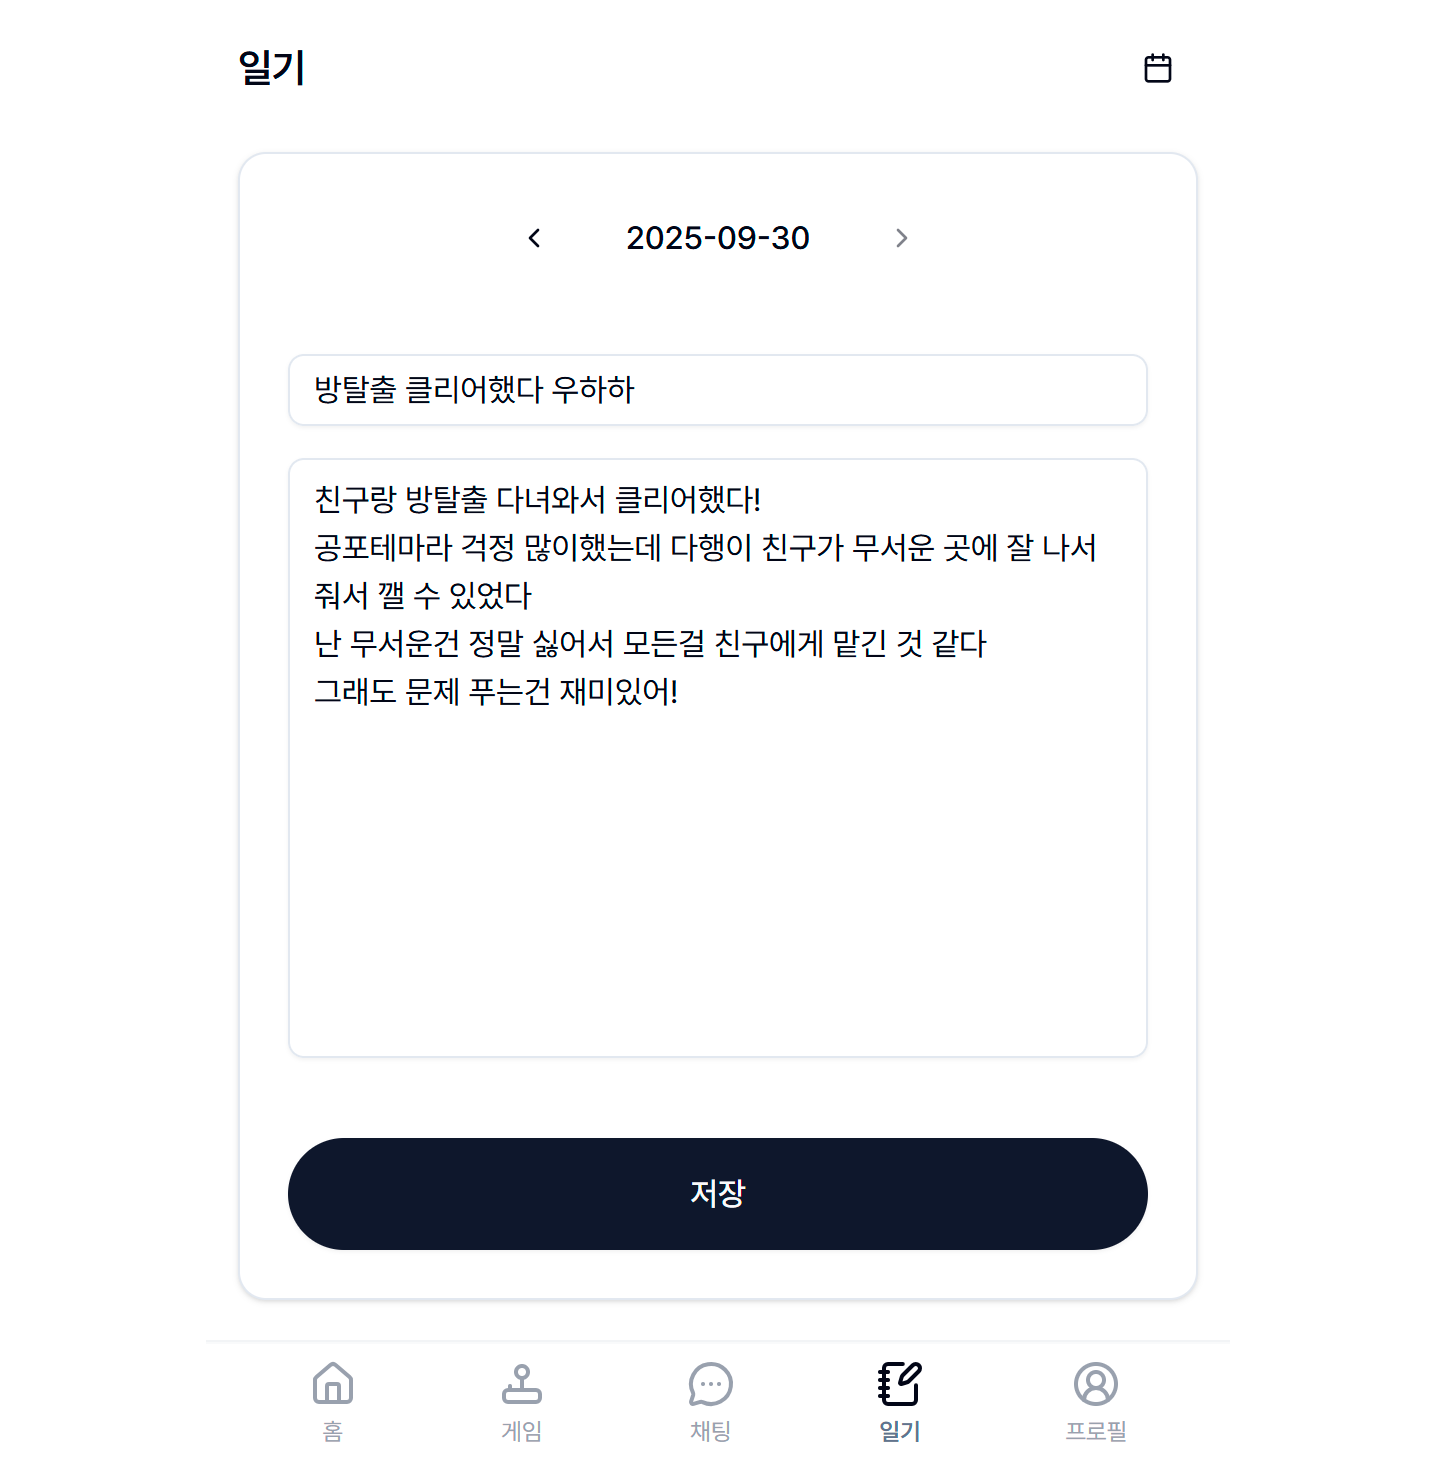 일기
2025-09-30
방탈출 클리어했다 우하하
친구랑 방탈출 다녀와서 클리어했다!
공포테마라 걱정 많이했는데 다행이 친구가 무서운 곳에 잘 나서
줘서 깰 수 있었다
난 무서운건 정말 싫어서 모든걸 친구에게 맡긴 것 같다
그래도 문제 푸는건 재미있어!
저장
홈
게임
채팅
일기
프로필